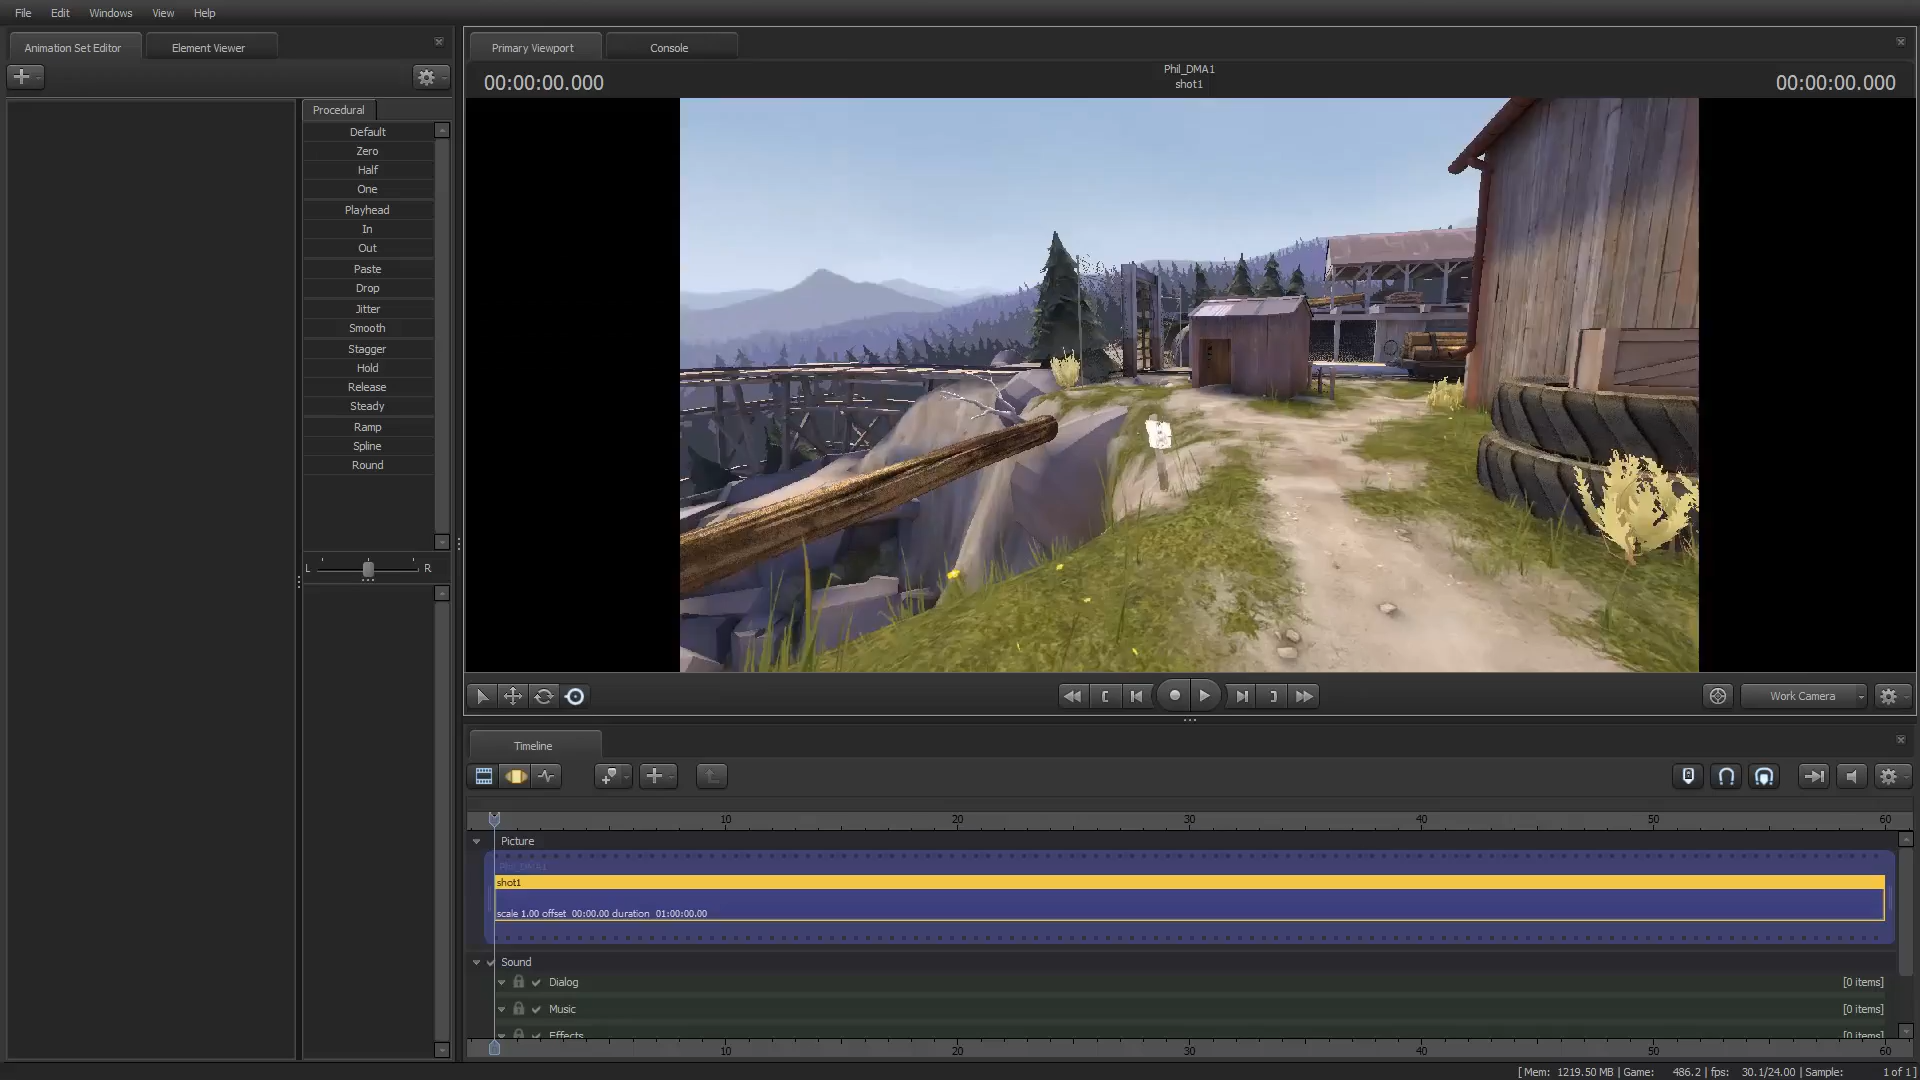 File Edit Windows View Help
Animation Set Editor Element Viewer
Primary Viewport Console
00:00:00.000
Phil_DMA1
shot1
00:00:00.000
Procedural
Default
Zero
Half
One
Playhead
In
Out
Paste
Drop
Jitter
Smooth
Stagger
Hold
Release
Steady
Ramp
Spline
Round
L R
Work Camera
Timeline
10 20 30 40 50 60
Picture
Phil_DMA1
shot1
scale 1.00 offset 00:00.00 duration 01:00:00.00
Sound
Dialog [0 items]
Music [0 items]
Effects [0 items]
10 20 30 40 50 60
[ Mem: 1219.50 MB | Game: 486.2 | fps: 30.1/24.00 | Sample: 1 of 1 ]